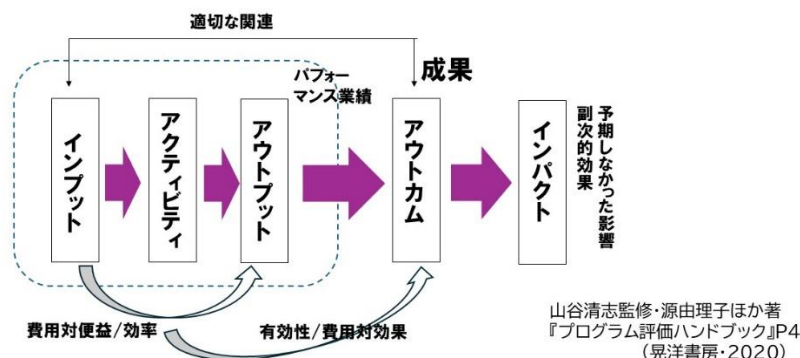 適切な関連
成果
パフォー
マンス業績
インプット
アクティビティ
アウトプット
アウトカム
インパクト
予期しなかった影響
副次的効果
費用対便益/効率
有効性/費用対効果
山谷清志監修・源由理子ほか著
『プログラム評価ハンドブック』P4
(晃洋書房・2020)